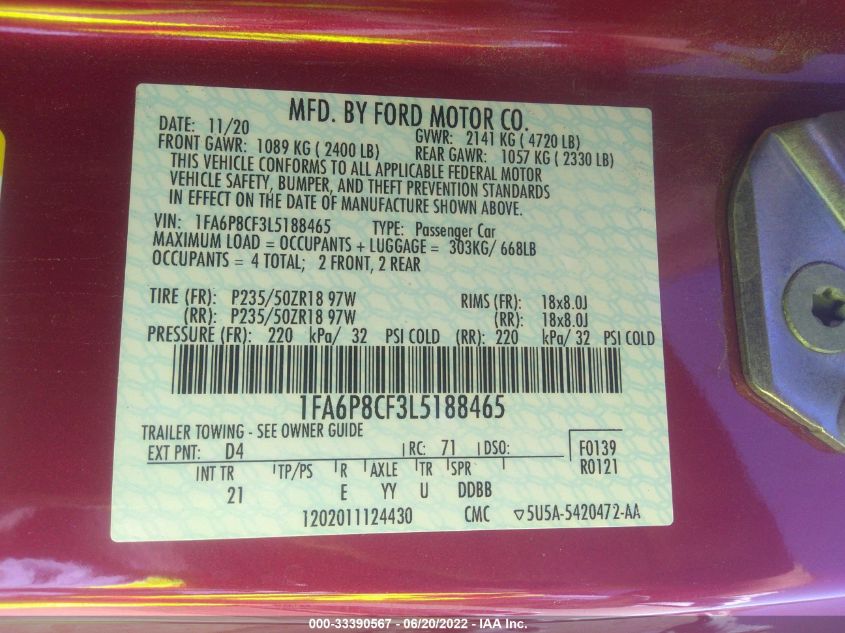 MFD. BY FORD MOTOR CO.
DATE: 11/20 GVWR: 2141 KG ( 4720 LB)
FRONT GAWR: 1089 KG ( 2400 LB) REAR GAWR: 1057 KG ( 2330 LB)
THIS VEHICLE CONFORMS TO ALL APPLICABLE FEDERAL MOTOR
VEHICLE SAFETY, BUMPER, AND THEFT PREVENTION STANDARDS
IN EFFECT ON THE DATE OF MANUFACTURE SHOWN ABOVE.
VIN: 1FA6P8CF3L5188465 TYPE: Passenger Car
MAXIMUM LOAD = OCCUPANTS + LUGGAGE = 303KG/ 668LB
OCCUPANTS = 4 TOTAL; 2 FRONT, 2 REAR
TIRE (FR): P235/50ZR18 97W RIMS (FR): 18x8.0J
(RR): P235/50ZR18 97W (RR): 18x8.0J
PRESSURE (FR): 220 kPa/ 32 PSI COLD (RR): 220 kPa/ 32 PSI COLD
1FA6P8CF3L5188465
TRAILER TOWING - SEE OWNER GUIDE
EXT PNT: D4 RC: 71 DSO: F0139
R0121
INT TR TP/PS R AXLE TR SPR
21 E YY U DDBB
1202011124430 CMC ▽5U5A-5420472-AA
000-33390567 - 06/20/2022 - IAA Inc.